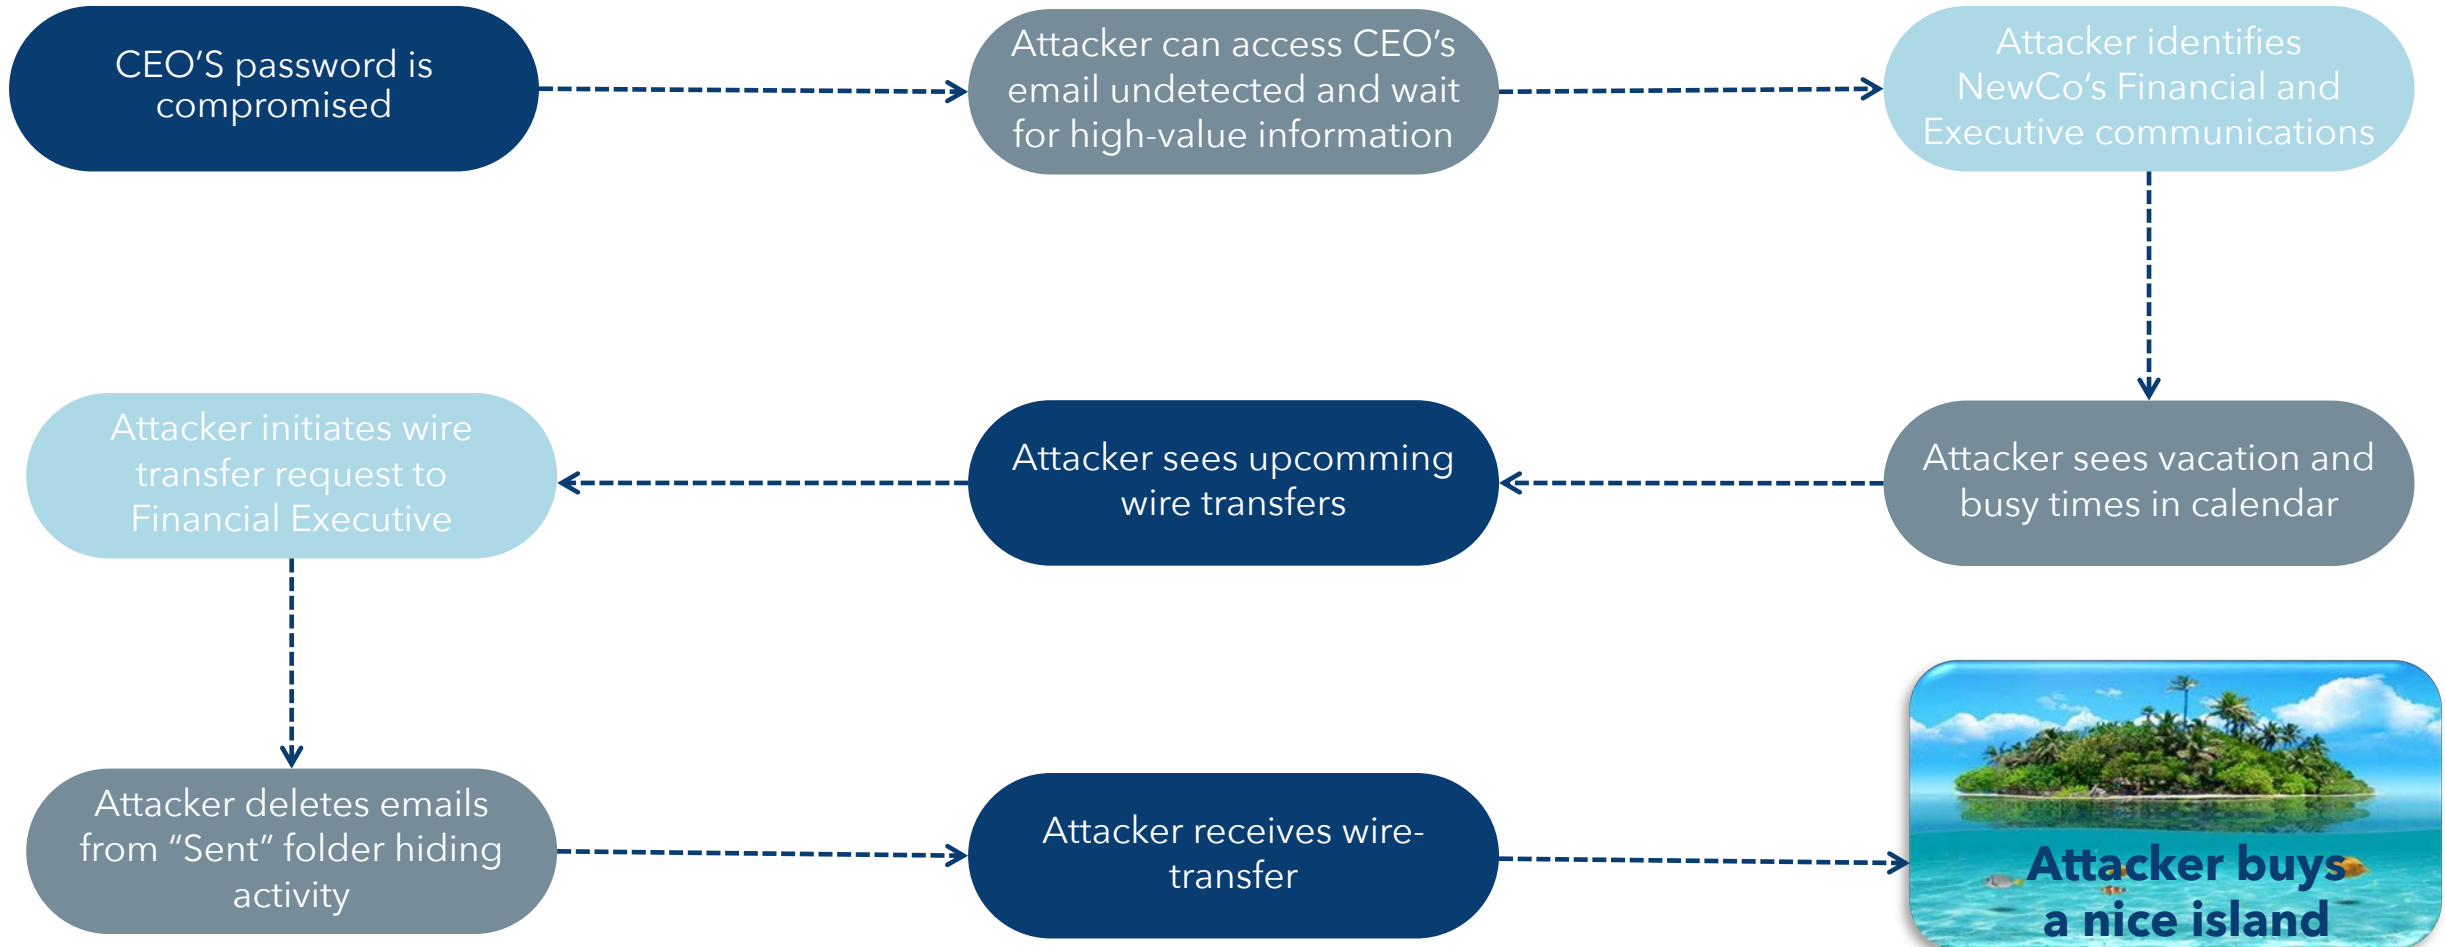 CEO'S password is
compromised
Attacker can access CEO's
email undetected and wait
for high-value information
Attacker identifies
NewCo's Financial and
Executive communications
Attacker sees vacation and
busy times in calendar
Attacker sees upcomming
wire transfers
Attacker initiates wire
transfer request to
Financial Executive
Attacker deletes emails
from "Sent" folder hiding
activity
Attacker receives wire-
transfer
Attacker buys
a nice island